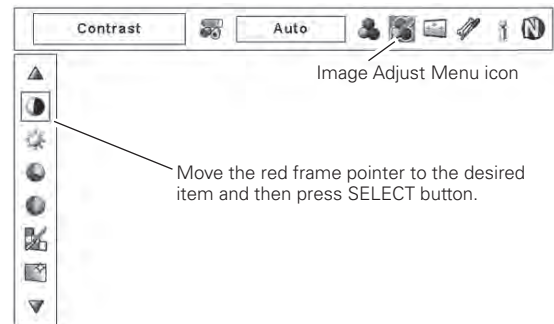 Contrast Auto N
Image Adjust Menu icon
Move the red frame pointer to the desired
item and then press SELECT button.